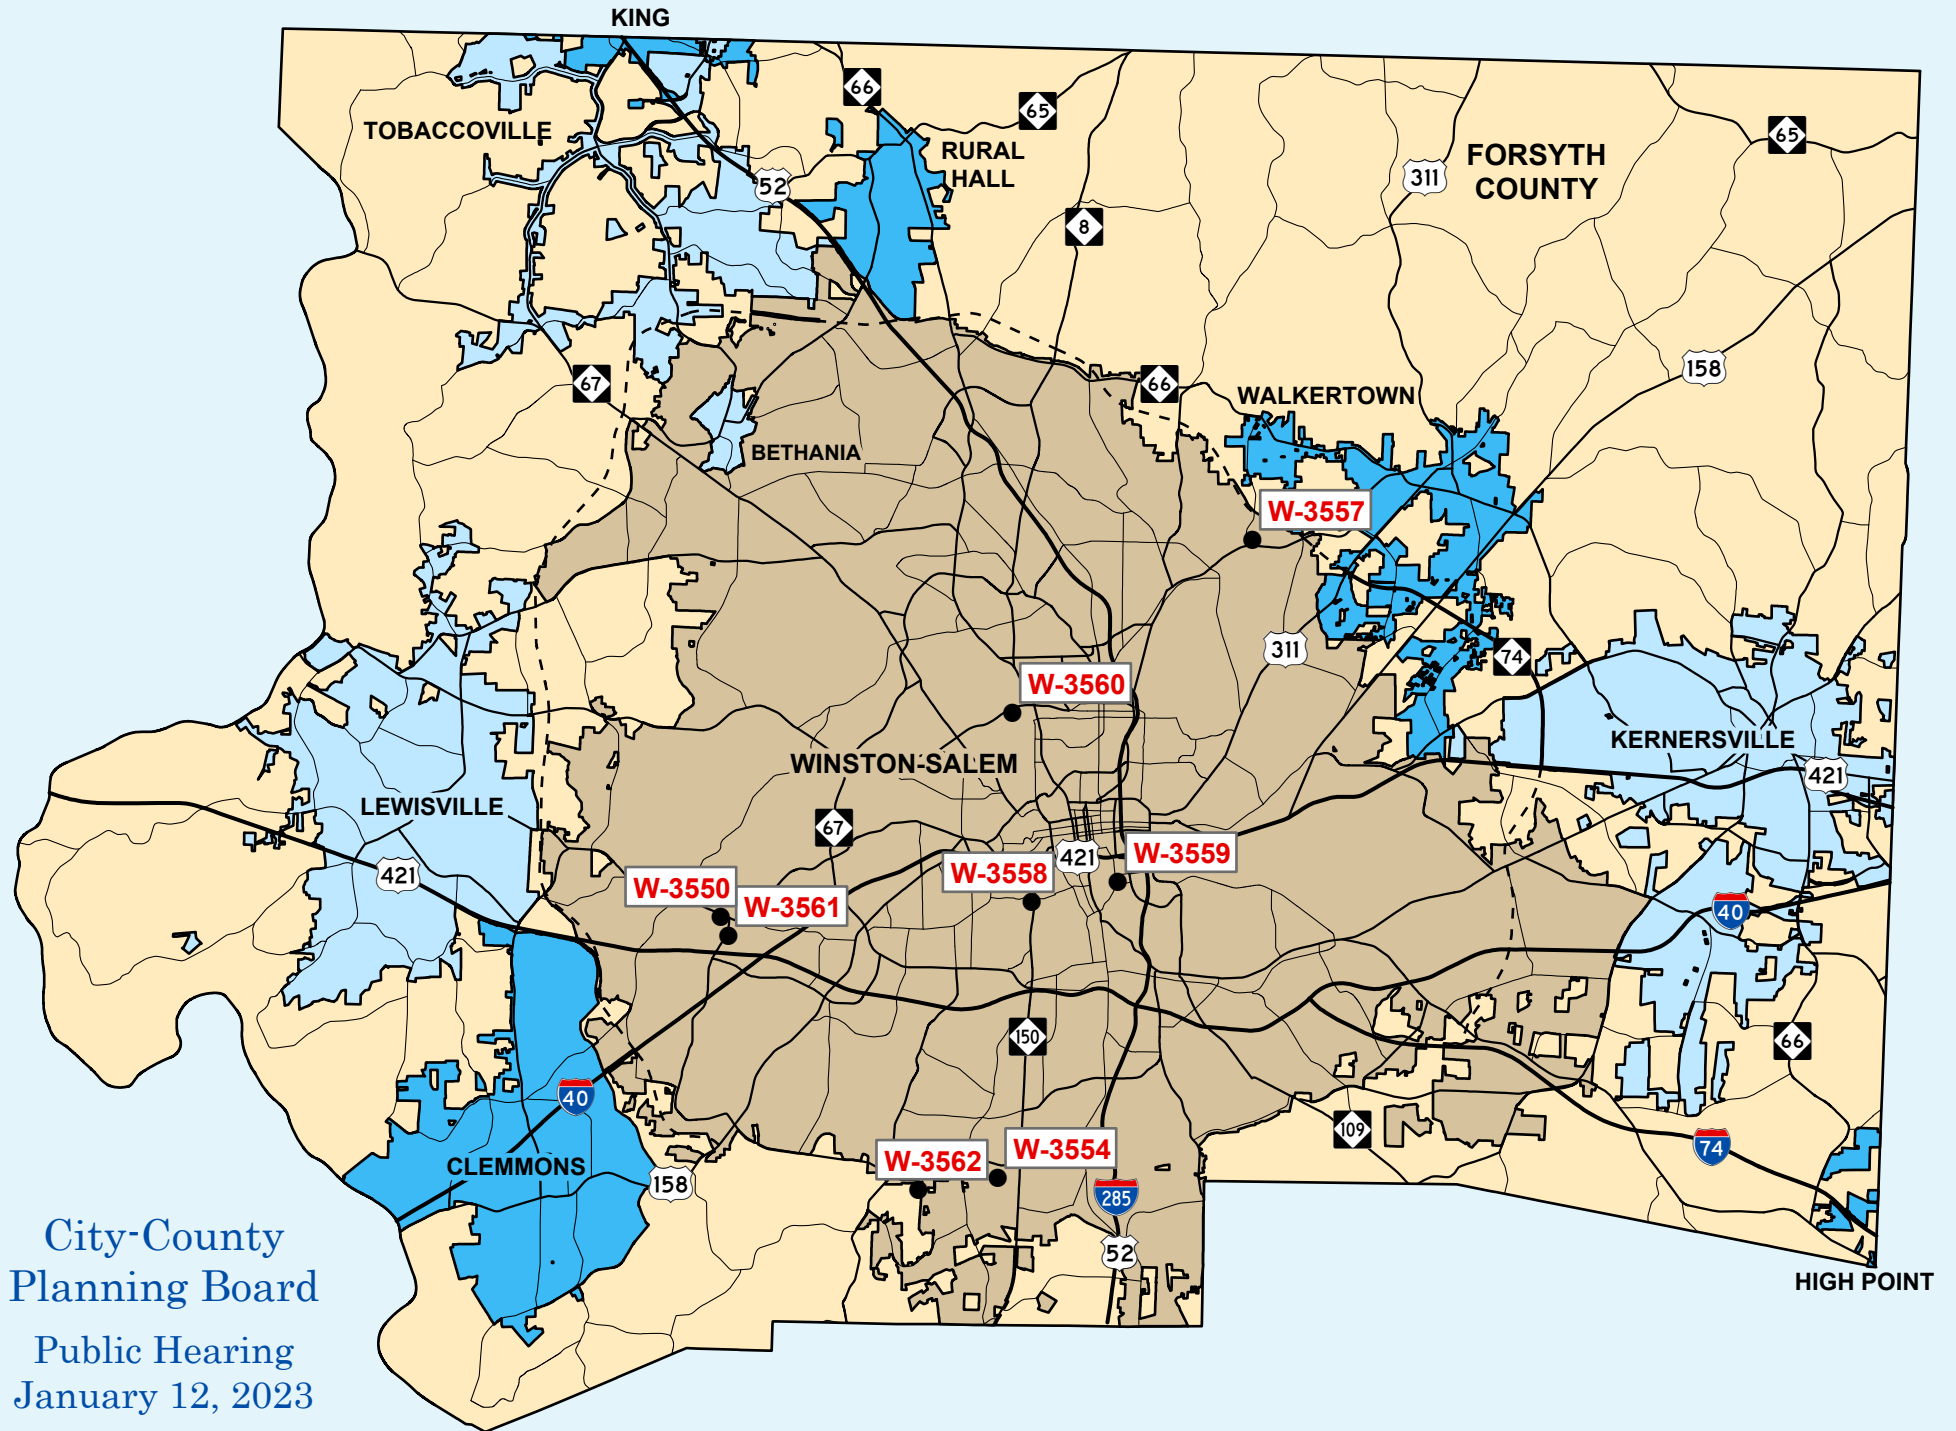 KING
66
65
TOBACCOVILLE
65
RURAL
HALL
FORSYTH
COUNTY
311
52
8
158
67
66
WALKERTOWN
BETHANIA
W-3557
311
74
W-3560
KERNERSVILLE
WINSTON-SALEM
421
LEWISVILLE
67
421
W-3559
W-3558
421
W-3550
W-3561
40
150
66
40
109
74
W-3554
W-3562
CLEMMONS
158
285
52
HIGH POINT
City-County
Planning Board
Public Hearing
January 12, 2023